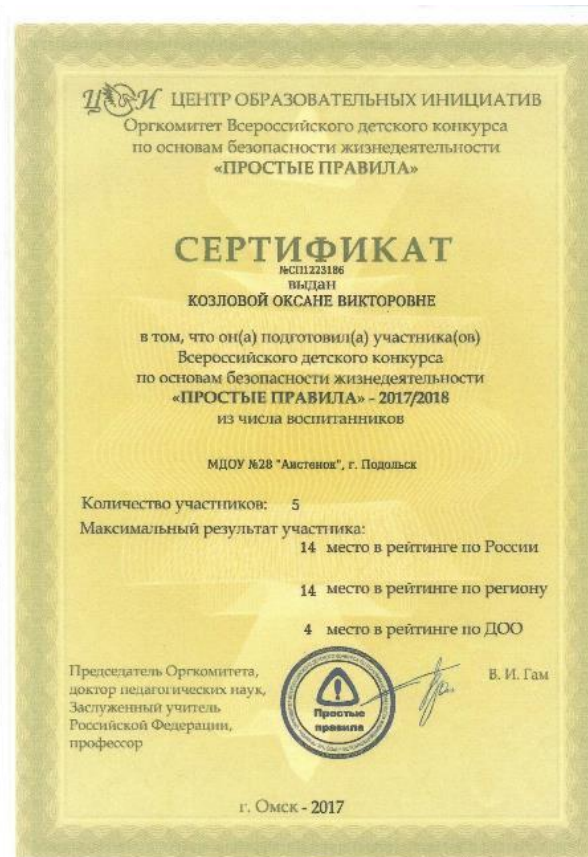 ЦОИ ЦЕНТР ОБРАЗОВАТЕЛЬНЫХ ИНИЦИАТИВ
Оргкомитет Всероссийского детского конкурса
по основам безопасности жизнедеятельности
«ПРОСТЫЕ ПРАВИЛА»
СЕРТИФИКАТ
№СП1223186
выдан
КОЗЛОВОЙ ОКСАНЕ ВИКТОРОВНЕ
в том, что он(а) подготовил(а) участника(ов)
Всероссийского детского конкурса
по основам безопасности жизнедеятельности
«ПРОСТЫЕ ПРАВИЛА» - 2017/2018
из числа воспитанников
МДОУ №28 "Аистенок", г. Подольск
Количество участников: 5
Максимальный результат участника:
14 место в рейтинге по России
14 место в рейтинге по региону
4 место в рейтинге по ДОО
Председатель Оргкомитета,
доктор педагогических наук,
Заслуженный учитель
Российской Федерации,
профессор
Простые
правила
В. И. Гам
г. Омск - 2017